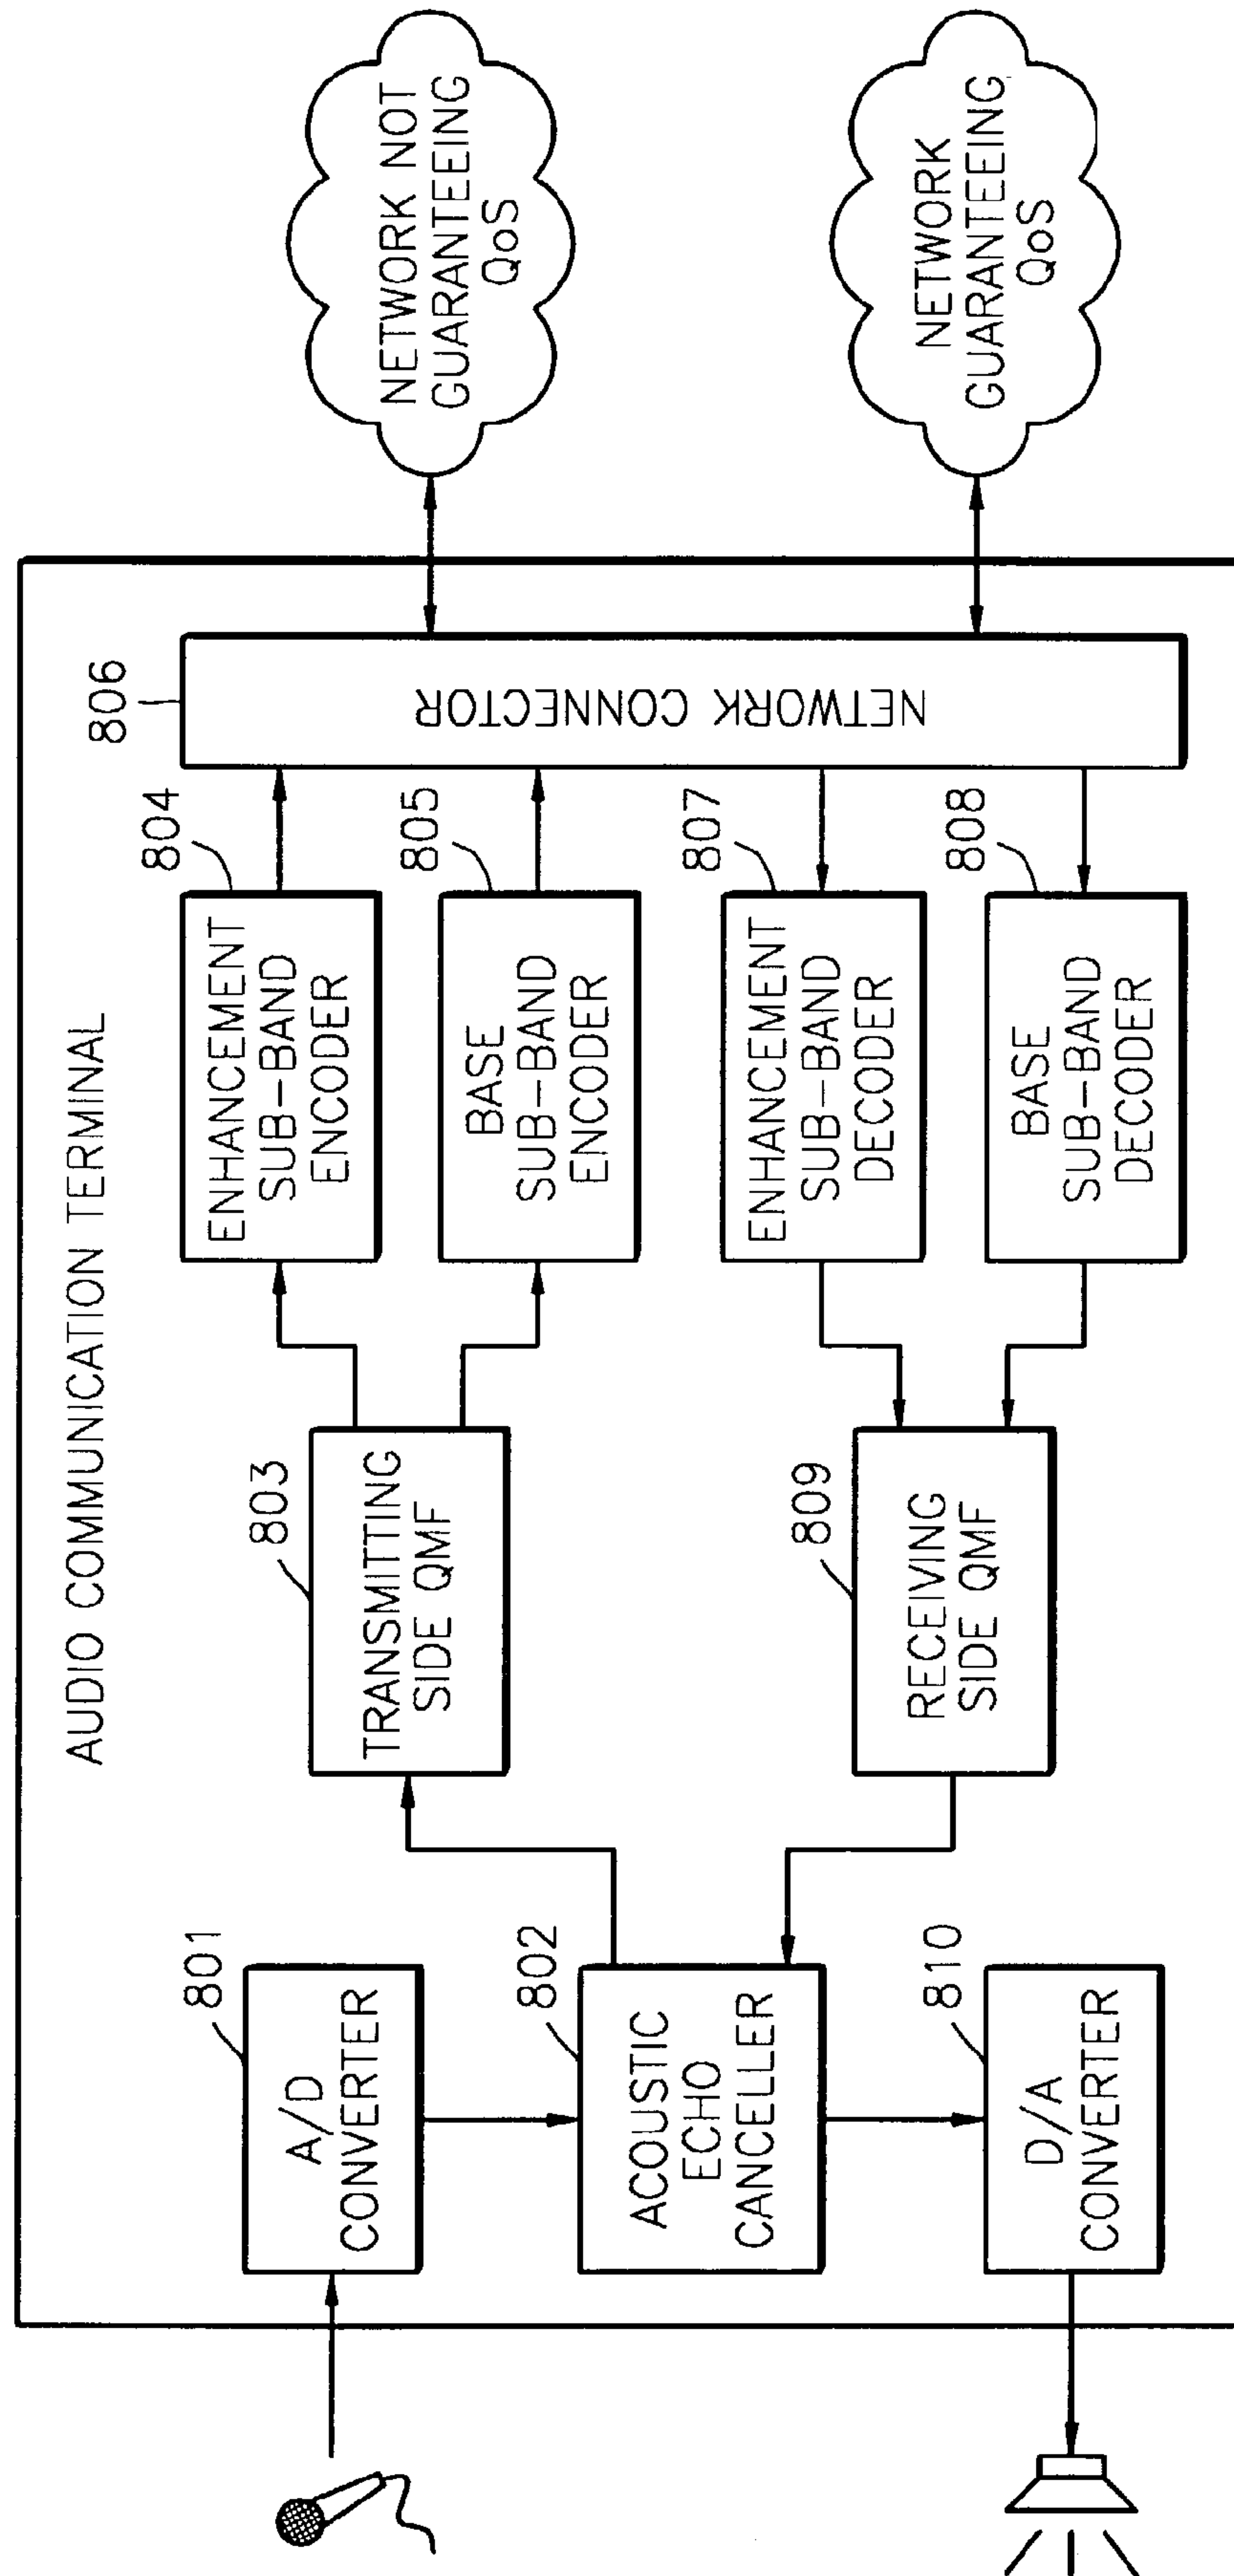 AUDIO COMMUNICATION TERMINAL
801
A/D
CONVERTER
802
ACOUSTIC
ECHO
CANCELLER
810
D/A
CONVERTER
803
TRANSMITTING
SIDE QMF
809
RECEIVING
SIDE QMF
804
ENHANCEMENT
SUB-BAND
ENCODER
805
BASE
SUB-BAND
ENCODER
807
ENHANCEMENT
SUB-BAND
DECODER
808
BASE
SUB-BAND
DECODER
806
NETWORK CONNECTOR
NETWORK NOT
GUARANTEEING
QoS
NETWORK
GUARANTEEING
QoS